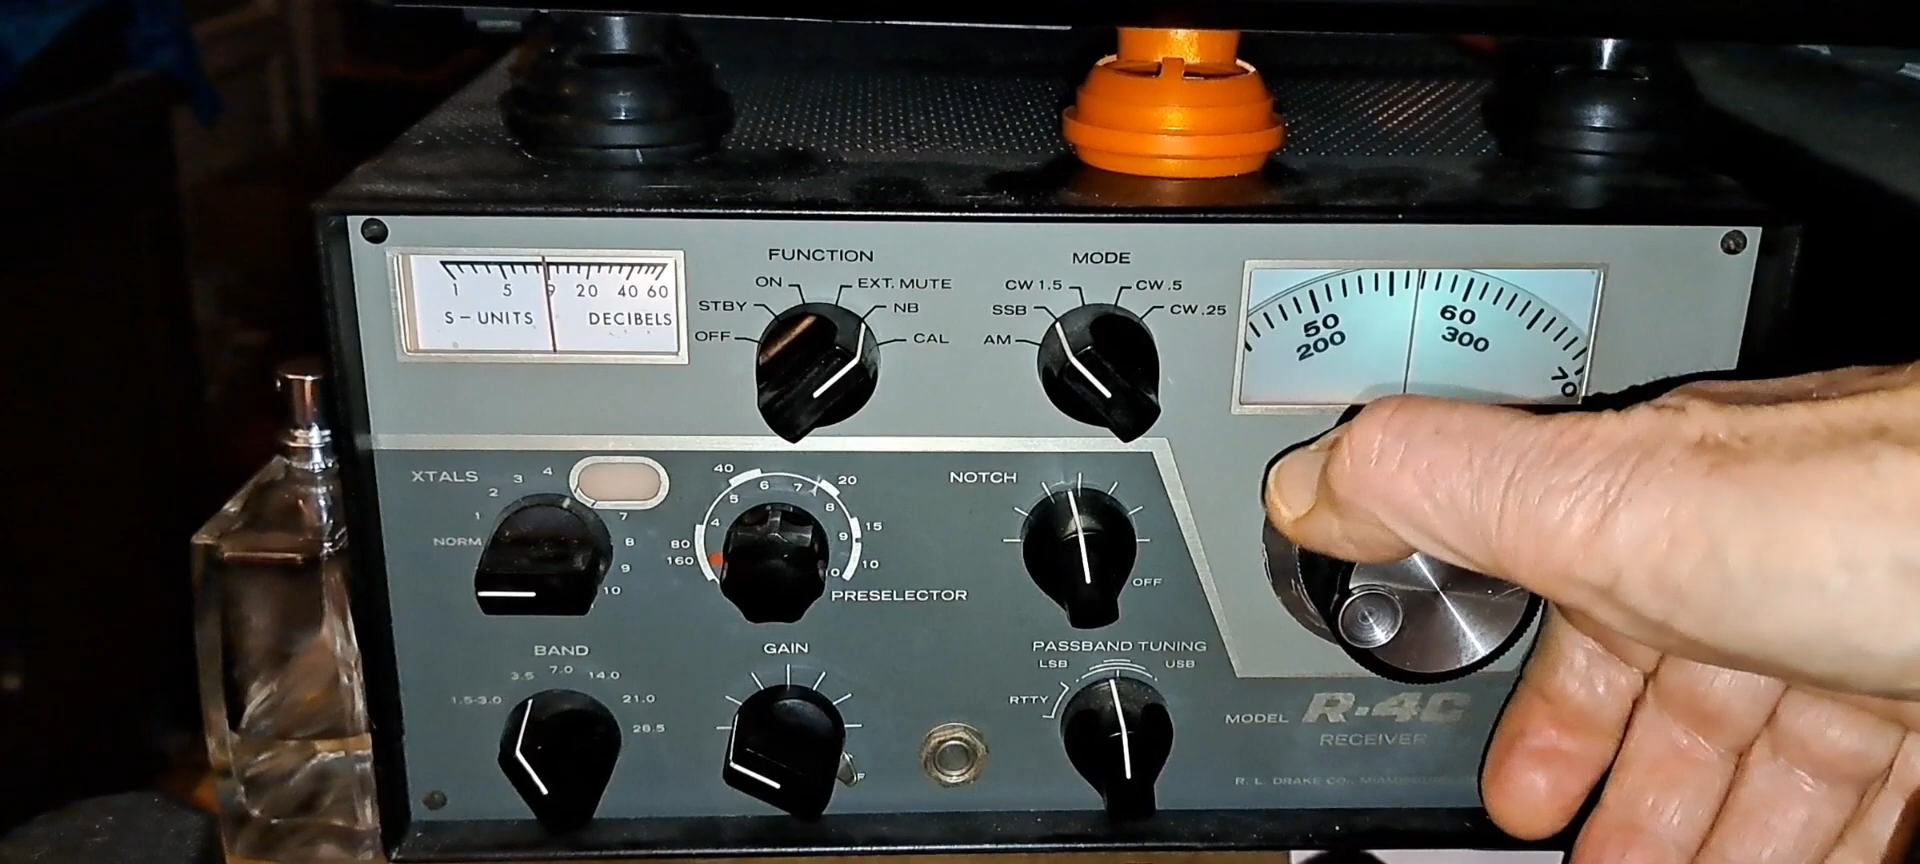 FUNCTION
ON
EXT. MUTE
STBY
NB
OFF
CAL
MODE
CW 1.5
CW .5
SSB
CW .25
AM
1 5 9 20 40 60
S-UNITS DECIBELS
50 60 70
200 300
XTALS
1 2 3 4
NORM
7
8
9
10
40
20
4 5 6 7 8 9
80
15
160
10
PRESELECTOR
NOTCH
OFF
BAND
1.5-3.0 3.5 7.0 14.0 21.0 28.5
GAIN
PASSBAND TUNING
LSB USB
RTTY
MODEL R-4C
RECEIVER
R. L. DRAKE CO.,